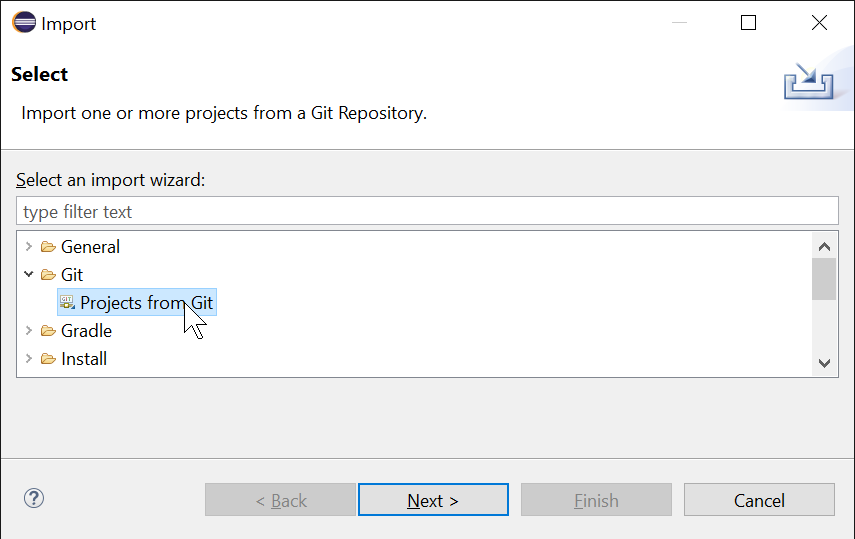 Import
Select
Import one or more projects from a Git Repository.
Select an import wizard:
type filter text
General
Git
GIT
Projects from Git
Gradle
Install
?
< Back
Next >
Finish
Cancel